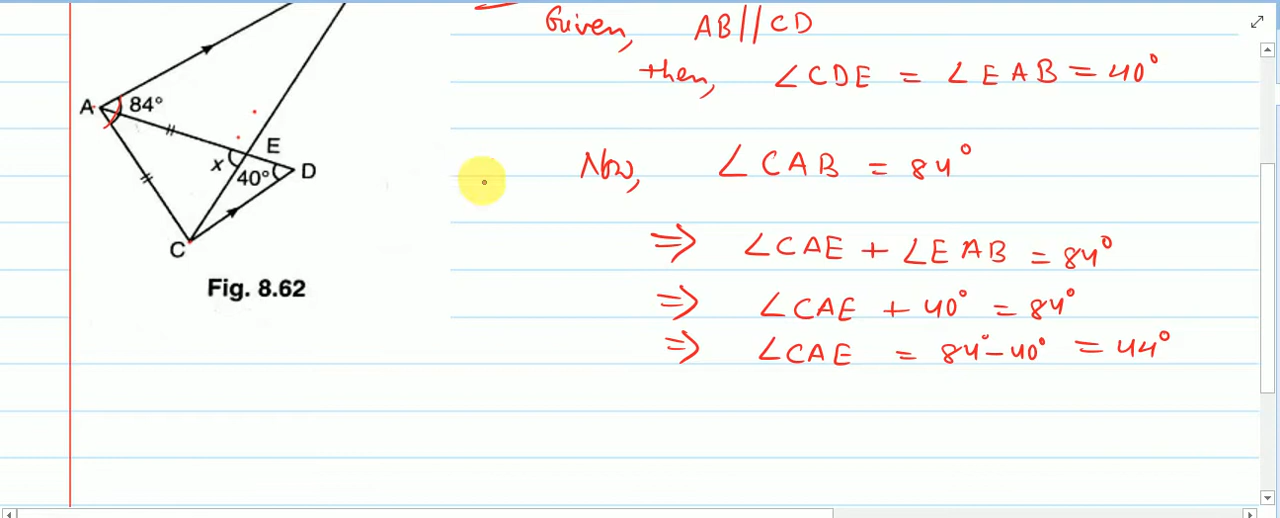 Given, AB//CD
then, ∠CDE = ∠EAB = 40°
A 84°
E
x 40° D
C
Fig. 8.62
Now, ∠CAB = 84°
⇒ ∠CAE + ∠EAB = 84°
⇒ ∠CAE + 40° = 84°
⇒ ∠CAE = 84° - 40° = 44°